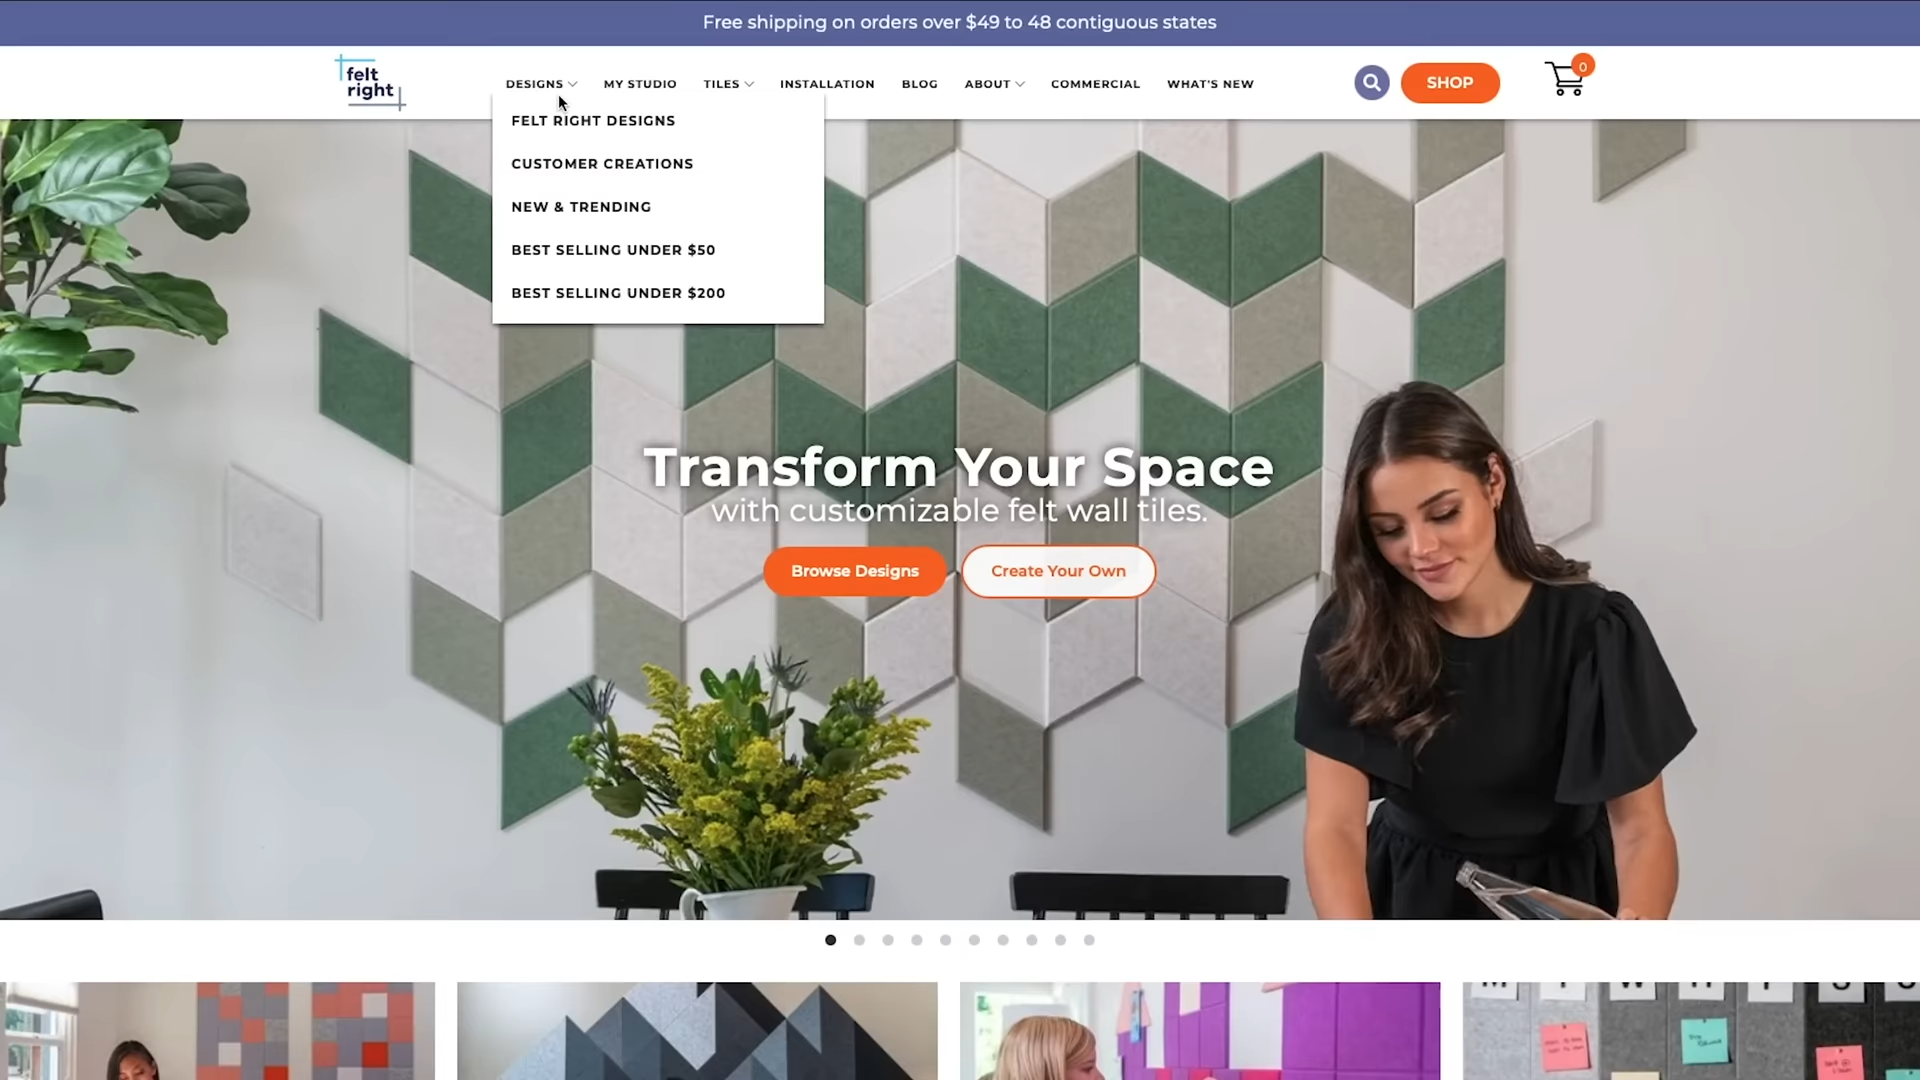 Free shipping on orders over $49 to 48 contiguous states
felt
right
DESIGNS
MY STUDIO
TILES
INSTALLATION
BLOG
ABOUT
COMMERCIAL
WHAT'S NEW
SHOP
0
FELT RIGHT DESIGNS
CUSTOMER CREATIONS
NEW & TRENDING
BEST SELLING UNDER $50
BEST SELLING UNDER $200
Transform Your Space
with customizable felt wall tiles.
Browse Designs
Create Your Own